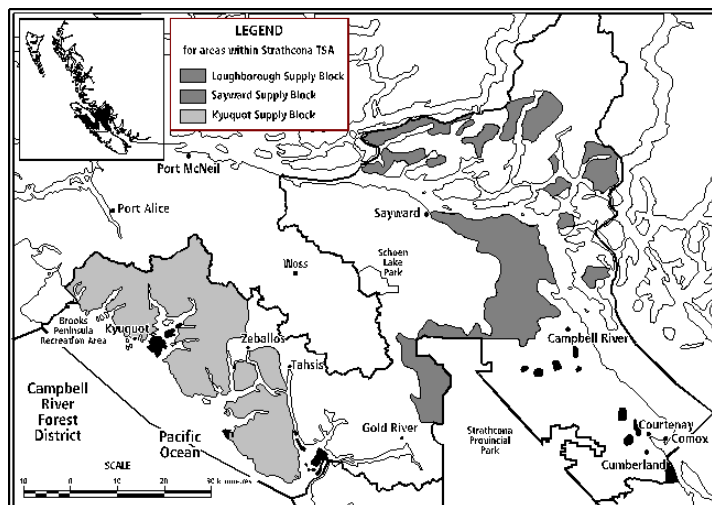 LEGEND
for areas within Strathcona TSA
Loughborough Supply Block
Sayward Supply Block
Kyuquot Supply Block
Port McNeil
Port Alice
Sayward
Schoen
Lake
Park
Woss
Brooks
Peninsula
Recreation Area
Kyuquot
Zeballos
Tahsis
Campbell River
Campbell
River
Forest
District
Pacific
Ocean
Gold River
Strathcona
Provincial
Park
Courtenay
Comox
Cumberland
SCALE
10 0 10 20